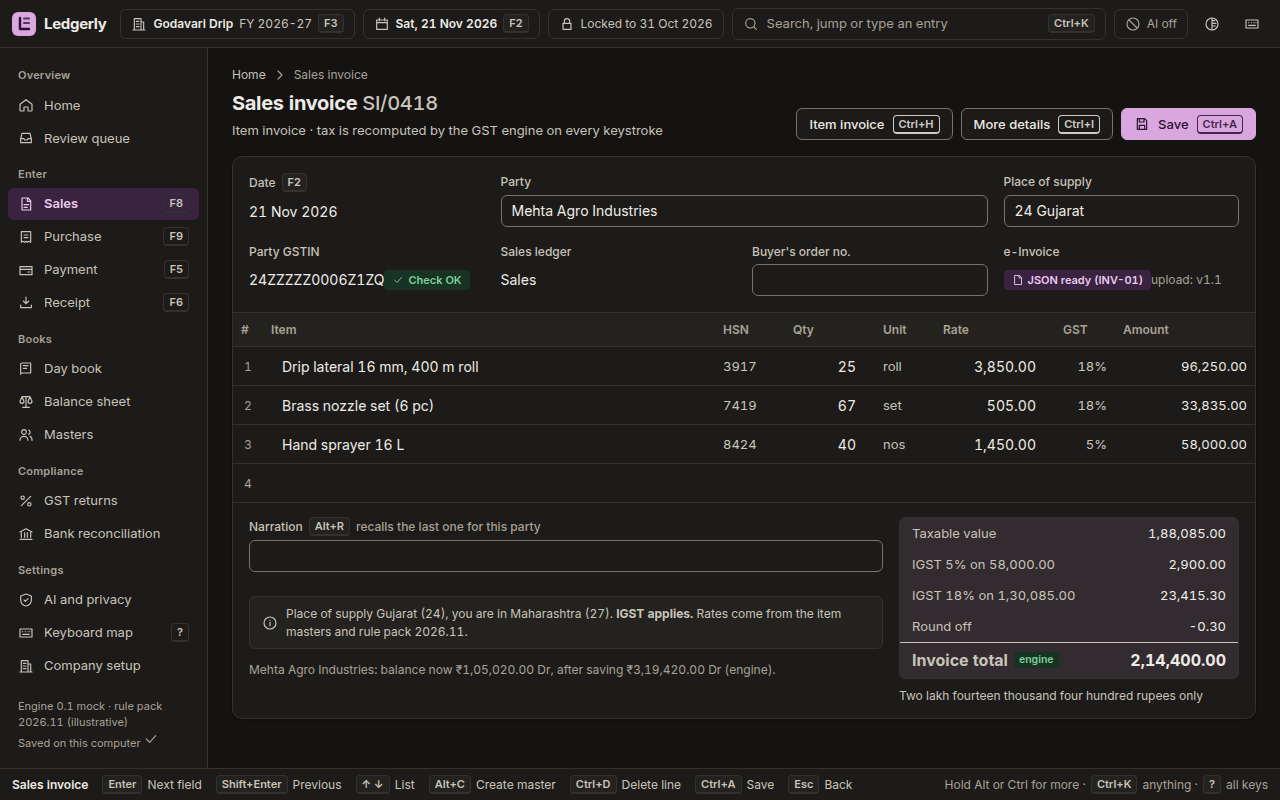 Ledgerly
Godavari Drip FY 2026-27 F3
Sat, 21 Nov 2026 F2
Locked to 31 Oct 2026
Search, jump or type an entry Ctrl+K
AI off
Overview
Home
Review queue
Enter
Sales F8
Purchase F9
Payment F5
Receipt F6
Books
Day book
Balance sheet
Masters
Compliance
GST returns
Bank reconciliation
Settings
AI and privacy
Keyboard map ?
Company setup
Engine 0.1 mock · rule pack
2026.11 (illustrative)
Saved on this computer
Home > Sales invoice
Sales invoice SI/0418
Item invoice · tax is recomputed by the GST engine on every keystroke
Item invoice Ctrl+H
More details Ctrl+I
Save Ctrl+A
Date F2
21 Nov 2026
Party
Mehta Agro Industries
Place of supply
24 Gujarat
Party GSTIN
24ZZZZZ0006Z1ZQ Check OK
Sales ledger
Sales
Buyer's order no.
e-Invoice
JSON ready (INV-01) upload: v1.1
# Item HSN Qty Unit Rate GST Amount
1 Drip lateral 16 mm, 400 m roll 3917 25 roll 3,850.00 18% 96,250.00
2 Brass nozzle set (6 pc) 7419 67 set 505.00 18% 33,835.00
3 Hand sprayer 16 L 8424 40 nos 1,450.00 5% 58,000.00
4
Narration Alt+R recalls the last one for this party
Place of supply Gujarat (24), you are in Maharashtra (27). IGST applies. Rates come from the item
masters and rule pack 2026.11.
Mehta Agro Industries: balance now ₹1,05,020.00 Dr, after saving ₹3,19,420.00 Dr (engine).
Taxable value 1,88,085.00
IGST 5% on 58,000.00 2,900.00
IGST 18% on 1,30,085.00 23,415.30
Round off -0.30
Invoice total engine 2,14,400.00
Two lakh fourteen thousand four hundred rupees only
Sales invoice Enter Next field Shift+Enter Previous ↑↓ List Alt+C Create master Ctrl+D Delete line Ctrl+A Save Esc Back
Hold Alt or Ctrl for more · Ctrl+K anything · ? all keys